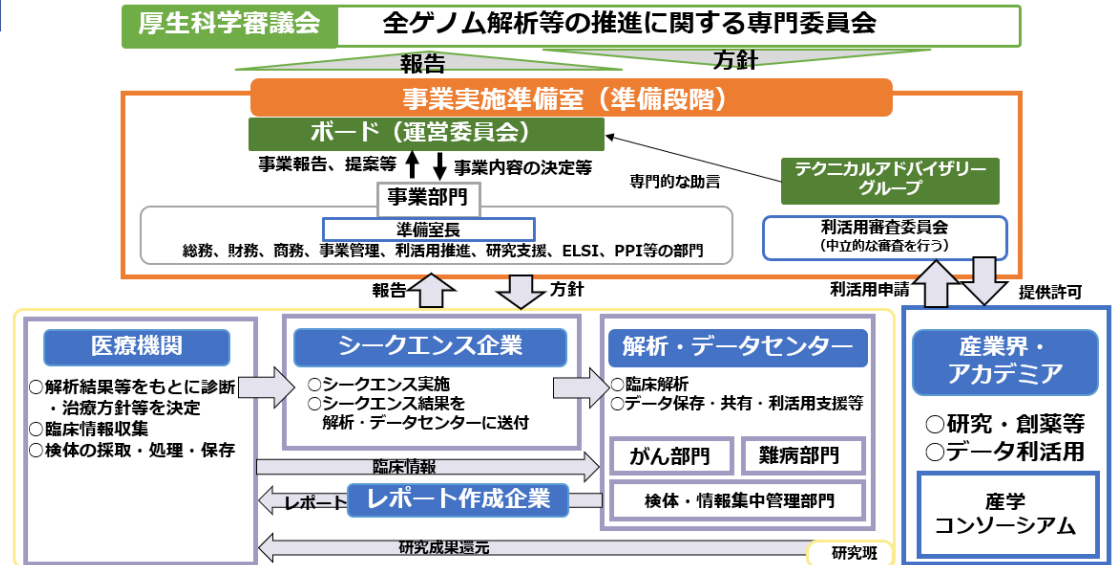 厚生科学審議会
全ゲノム解析等の推進に関する専門委員会
報告
方針
事業実施準備室（準備段階）
ボード（運営委員会）
事業報告、提案等
事業内容の決定等
専門的な助言
テクニカルアドバイザリー
グループ
事業部門
準備室長
総務、財務、商務、事業管理、利活用推進、研究支援、ELSI、PPI等の部門
利活用審査委員会
（中立的な審査を行う）
報告
方針
利活用申請
提供許可
医療機関
○解析結果等をもとに診断
・治療方針等を決定
○臨床情報収集
○検体の採取・処理・保存
シークエンス企業
○シークエンス実施
○シークエンス結果を
解析・データセンターに送付
解析・データセンター
○臨床解析
○データ保存・共有・利活用支援等
がん部門
難病部門
検体・情報集中管理部門
臨床情報
レポート
レポート作成企業
研究成果還元
研究班
産業界・
アカデミア
○研究・創薬等
○データ利活用
産学
コンソーシアム